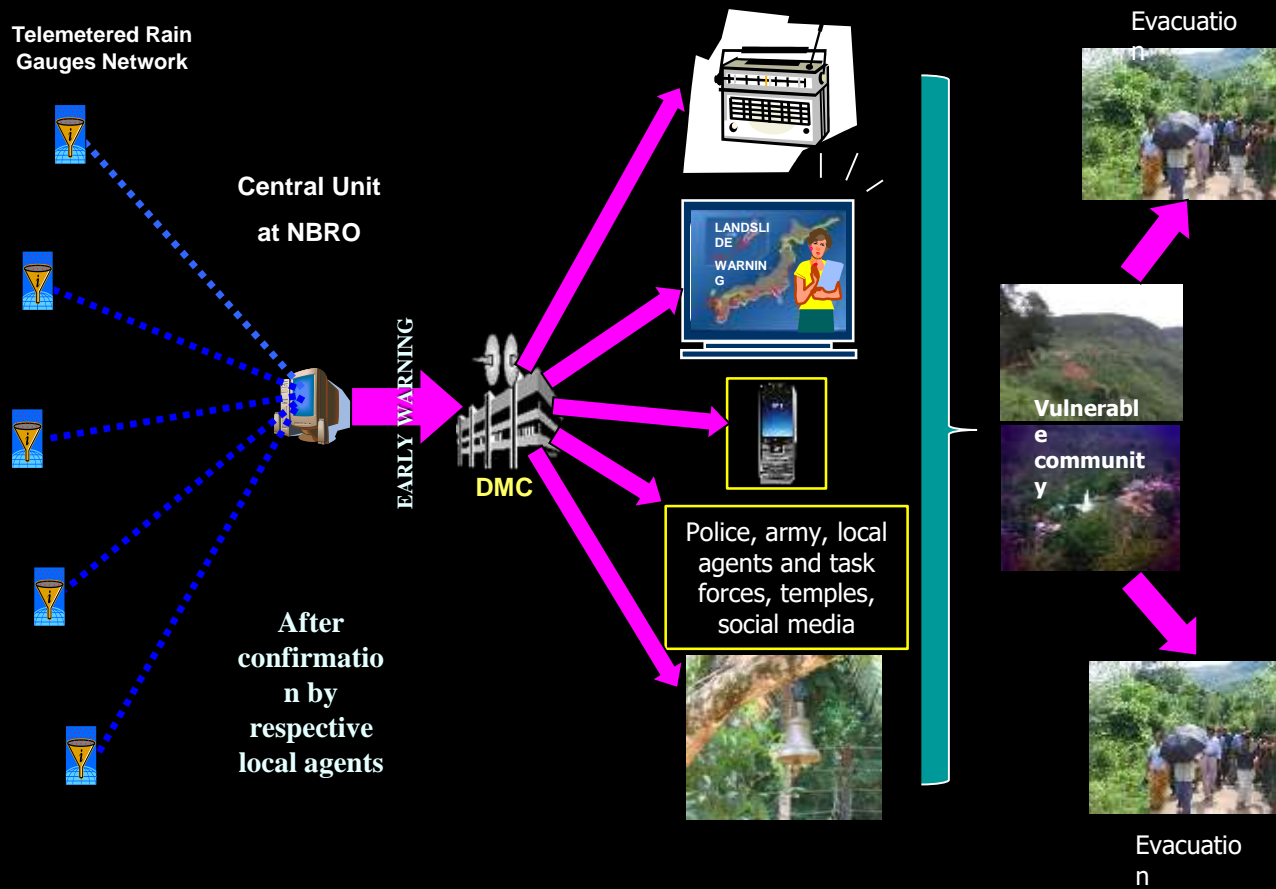 Telemetered Rain
Gauges Network
Central Unit
at NBRO
After
confirmatio
n by
respective
local agents
EARLY WARNING
DMC
LANDSLI
DE
WARNIN
G
Police, army, local
agents and task
forces, temples,
social media
Vulnerabl
e
communit
y
Evacuatio
n
Evacuatio
n